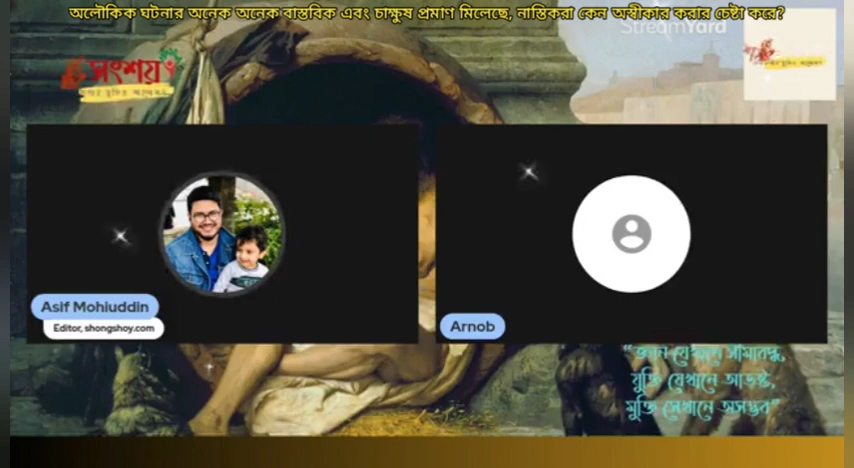 অলৌকিক ঘটনার অনেক অনেক বাস্তবিক এবং চাক্ষুষ প্রমাণ মিলেছে, নাস্তিকরা কেন অস্বীকার করার চেষ্টা করে?
StreamYard
সংশয়
Asif Mohiuddin
Editor, shongshoy.com
Arnob
"জ্ঞান যেখানে সীমাবদ্ধ,
যুক্তি যেখানে আড়ষ্ট,
মুক্তি সেখানে অসম্ভব"